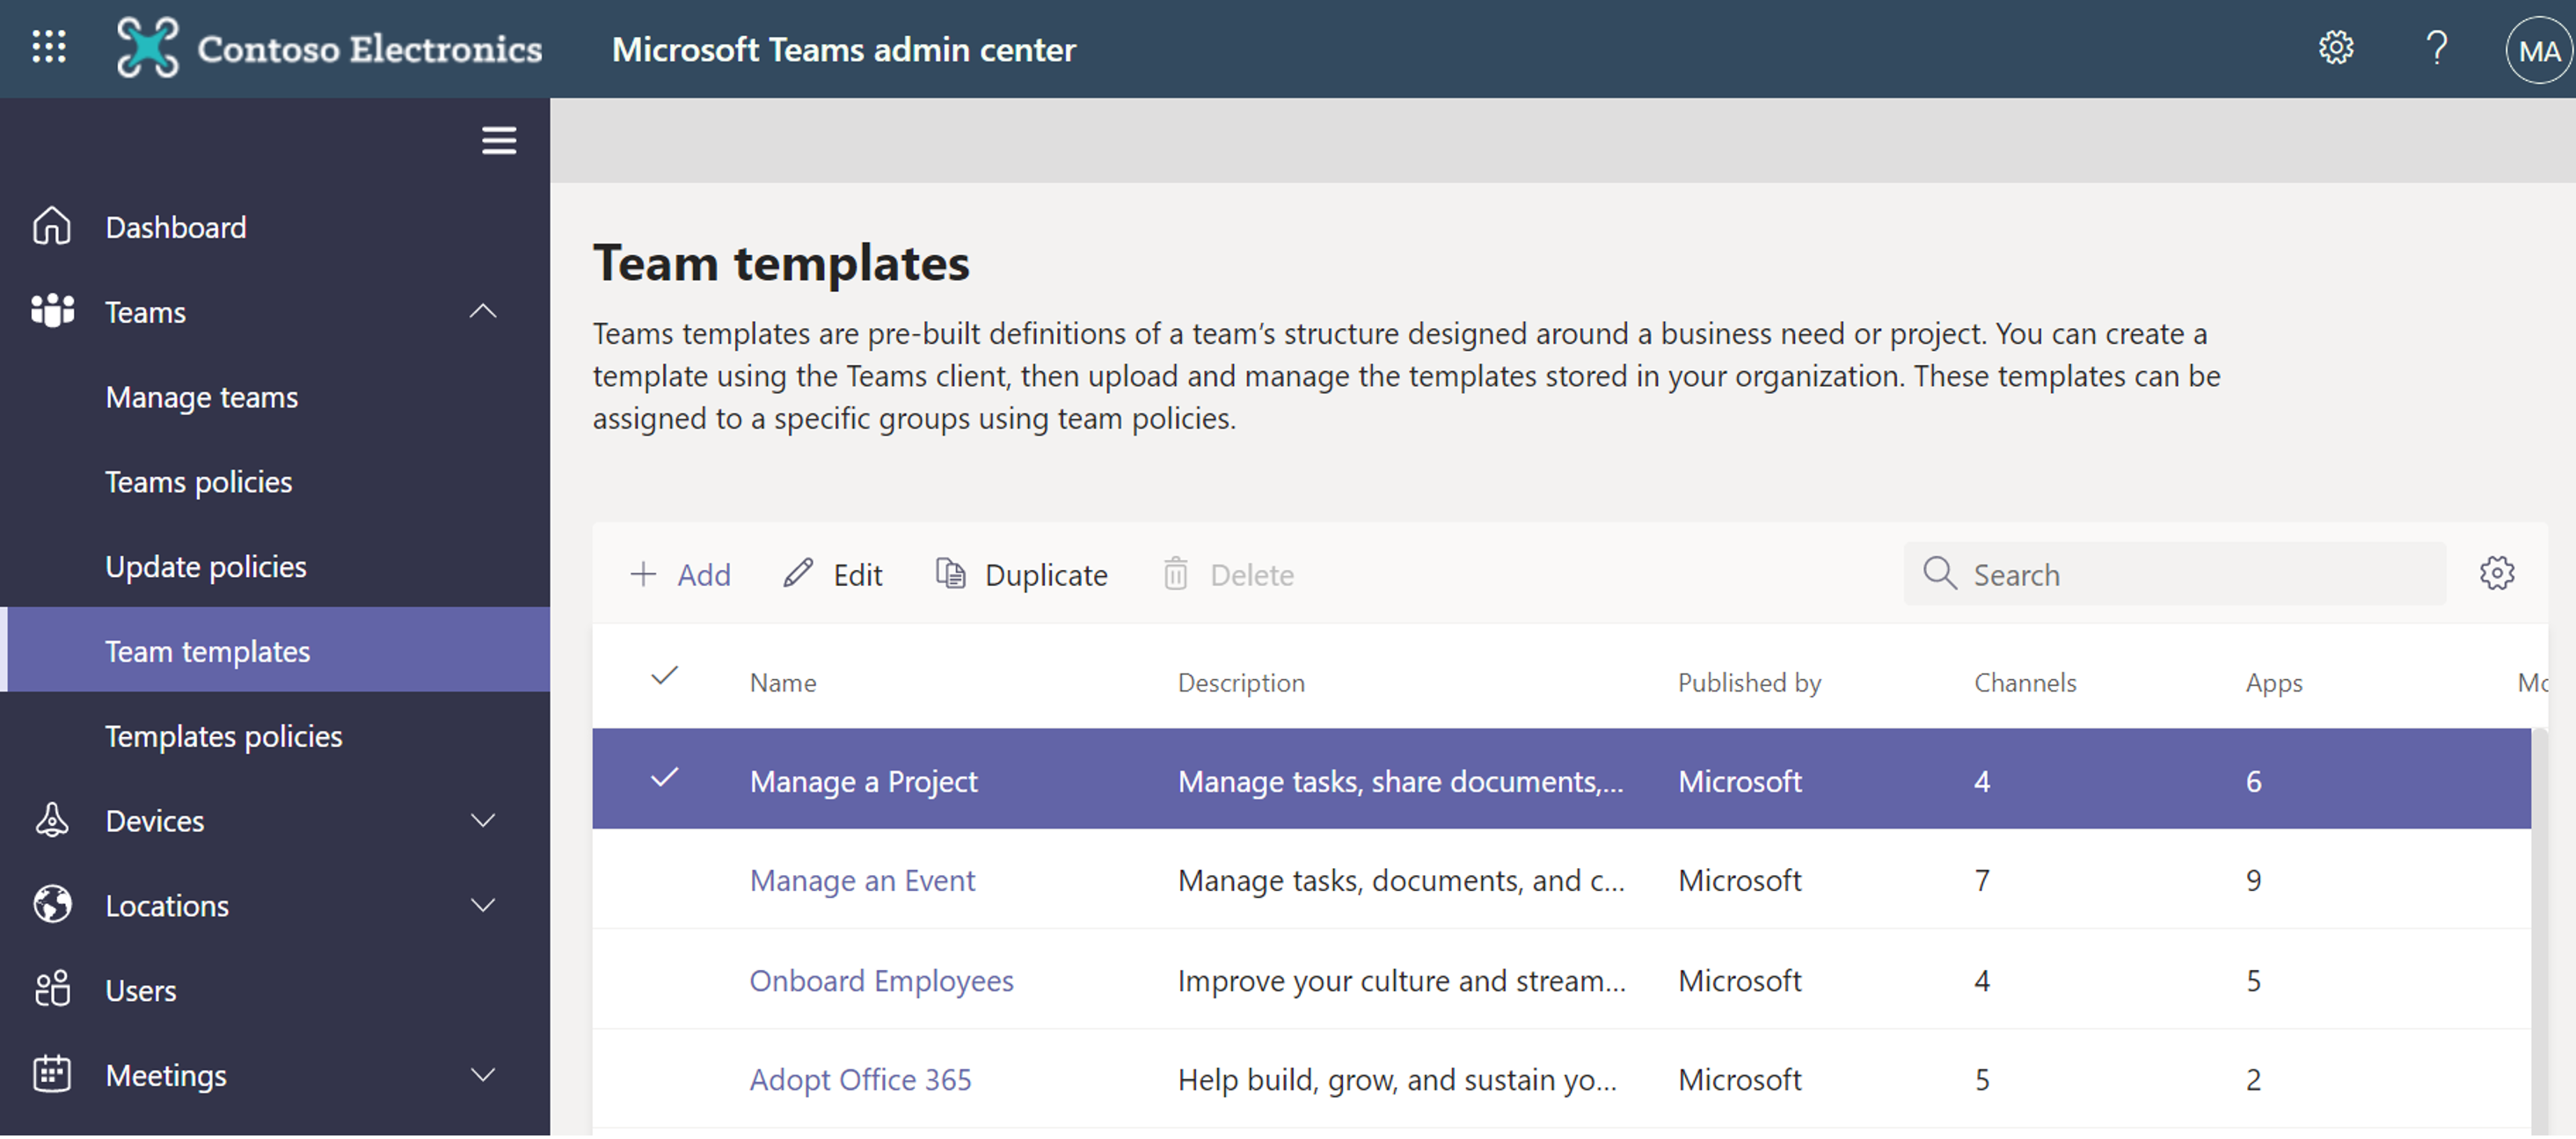 Contoso Electronics
Microsoft Teams admin center
?
MA
Dashboard
Teams
Manage teams
Teams policies
Update policies
Team templates
Templates policies
Devices
Locations
Users
Meetings
Team templates
Teams templates are pre-built definitions of a team’s structure designed around a business need or project. You can create a
template using the Teams client, then upload and manage the templates stored in your organization. These templates can be
assigned to a specific groups using team policies.
+ Add Edit Duplicate Delete Search
Name Description Published by Channels Apps
Manage a Project Manage tasks, share documents,... Microsoft 4 6
Manage an Event Manage tasks, documents, and c... Microsoft 7 9
Onboard Employees Improve your culture and stream... Microsoft 4 5
Adopt Office 365 Help build, grow, and sustain yo... Microsoft 5 2